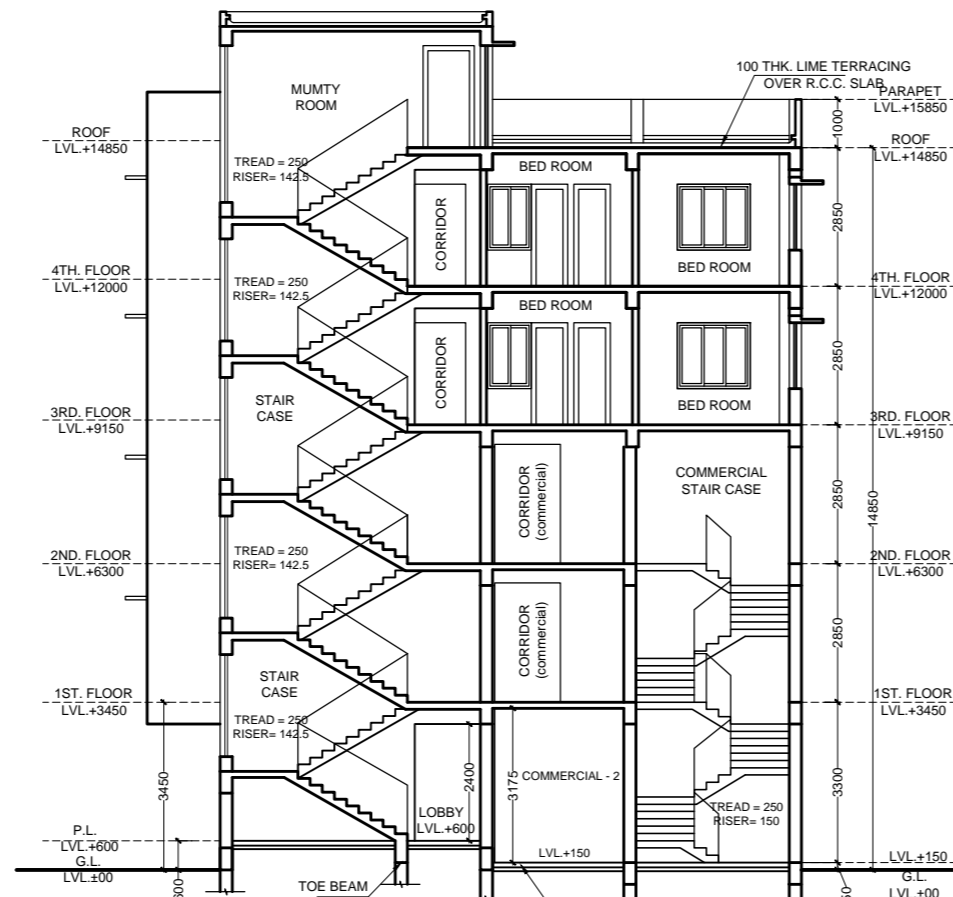 100 THK. LIME TERRACING
OVER R.C.C. SLAB
MUMTY
ROOM
PARAPET
LVL.+15850
1000
ROOF
LVL.+14850
ROOF
LVL.+14850
TREAD = 250
RISER= 142.5
BED ROOM
CORRIDOR
BED ROOM
2850
4TH. FLOOR
LVL.+12000
4TH. FLOOR
LVL.+12000
TREAD = 250
RISER= 142.5
BED ROOM
CORRIDOR
BED ROOM
2850
STAIR
CASE
3RD. FLOOR
LVL.+9150
3RD. FLOOR
LVL.+9150
CORRIDOR
(commercial)
COMMERCIAL
STAIR CASE
2850
14850
2ND. FLOOR
LVL.+6300
2ND. FLOOR
LVL.+6300
TREAD = 250
RISER= 142.5
CORRIDOR
(commercial)
2850
STAIR
CASE
1ST. FLOOR
LVL.+3450
1ST. FLOOR
LVL.+3450
TREAD = 250
RISER= 142.5
3450
2400
3175
COMMERCIAL - 2
3300
LOBBY
LVL.+600
TREAD = 250
RISER= 150
P.L.
LVL.+600
LVL.+150
LVL.+150
G.L.
LVL.±00
G.L.
LVL.±00
TOE BEAM